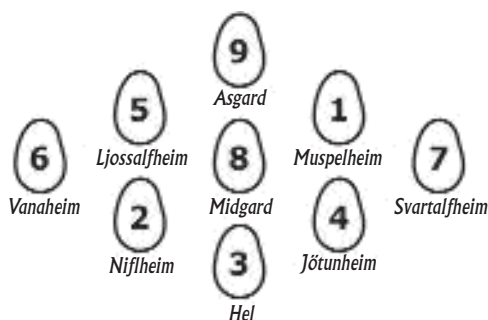 9
Asgard
5
Ljossalfheim
1
Muspelheim
6
Vanaheim
8
Midgard
7
Svartalfheim
2
Niflheim
4
Jötunheim
3
Hel